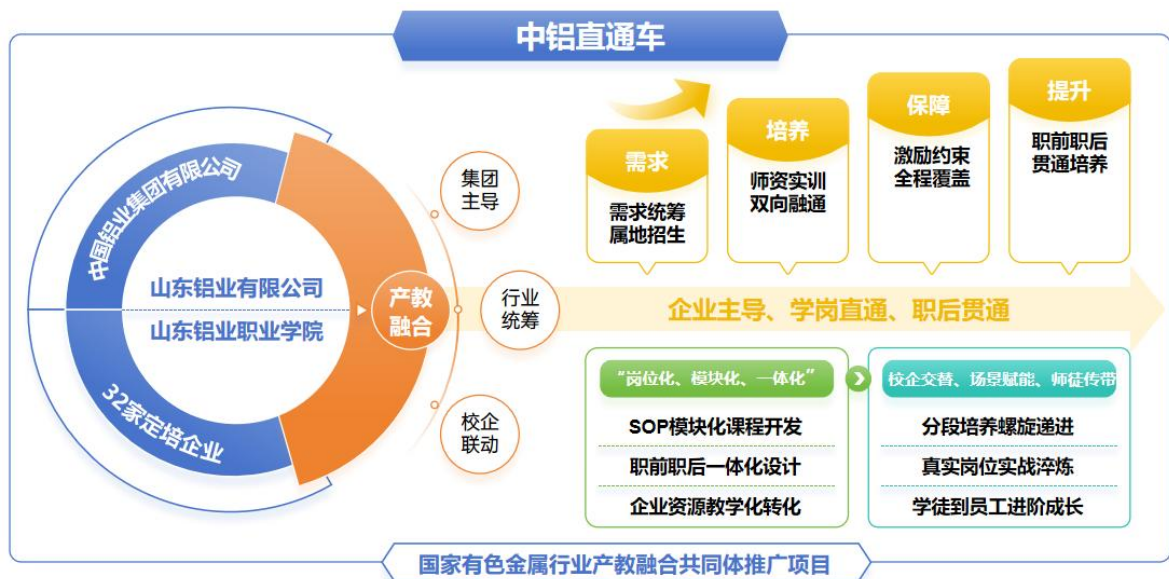 中铝直通车
中国铝业集团有限公司
山东铝业有限公司
山东铝业职业学院
32家定培企业
产教
融合
集团
主导
行业
统筹
校企
联动
需求
需求统筹
属地招生
培养
师资实训
双向融通
保障
激励约束
全程覆盖
提升
职前职后
贯通培养
企业主导、学岗直通、职后贯通
“岗位化、模块化、一体化”
SOP模块化课程开发
职前职后一体化设计
企业资源教学化转化
校企交替、场景赋能、师徒传带
分段培养螺旋递进
真实岗位实战淬炼
学徒到员工进阶成长
国家有色金属行业产教融合共同体推广项目